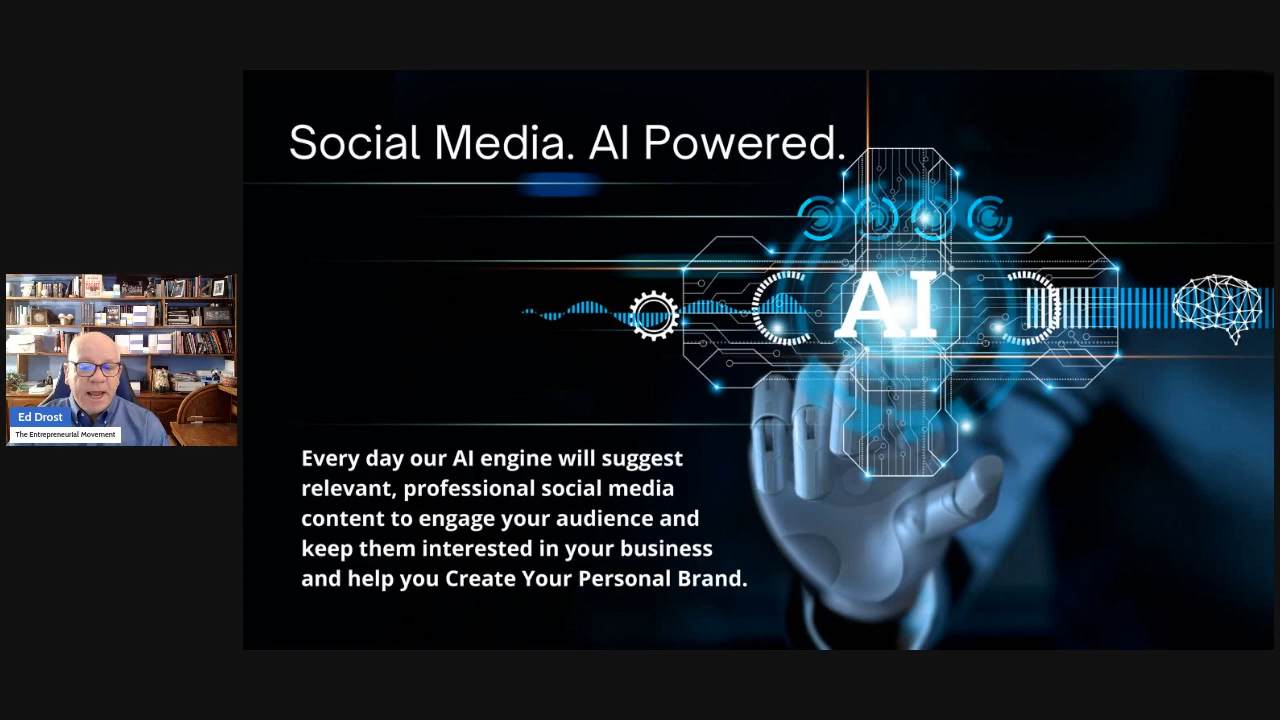 Social Media. AI Powered.
AI
Every day our AI engine will suggest
relevant, professional social media
content to engage your audience and
keep them interested in your business
and help you Create Your Personal Brand.
Ed Drost
The Entrepreneurial Movement